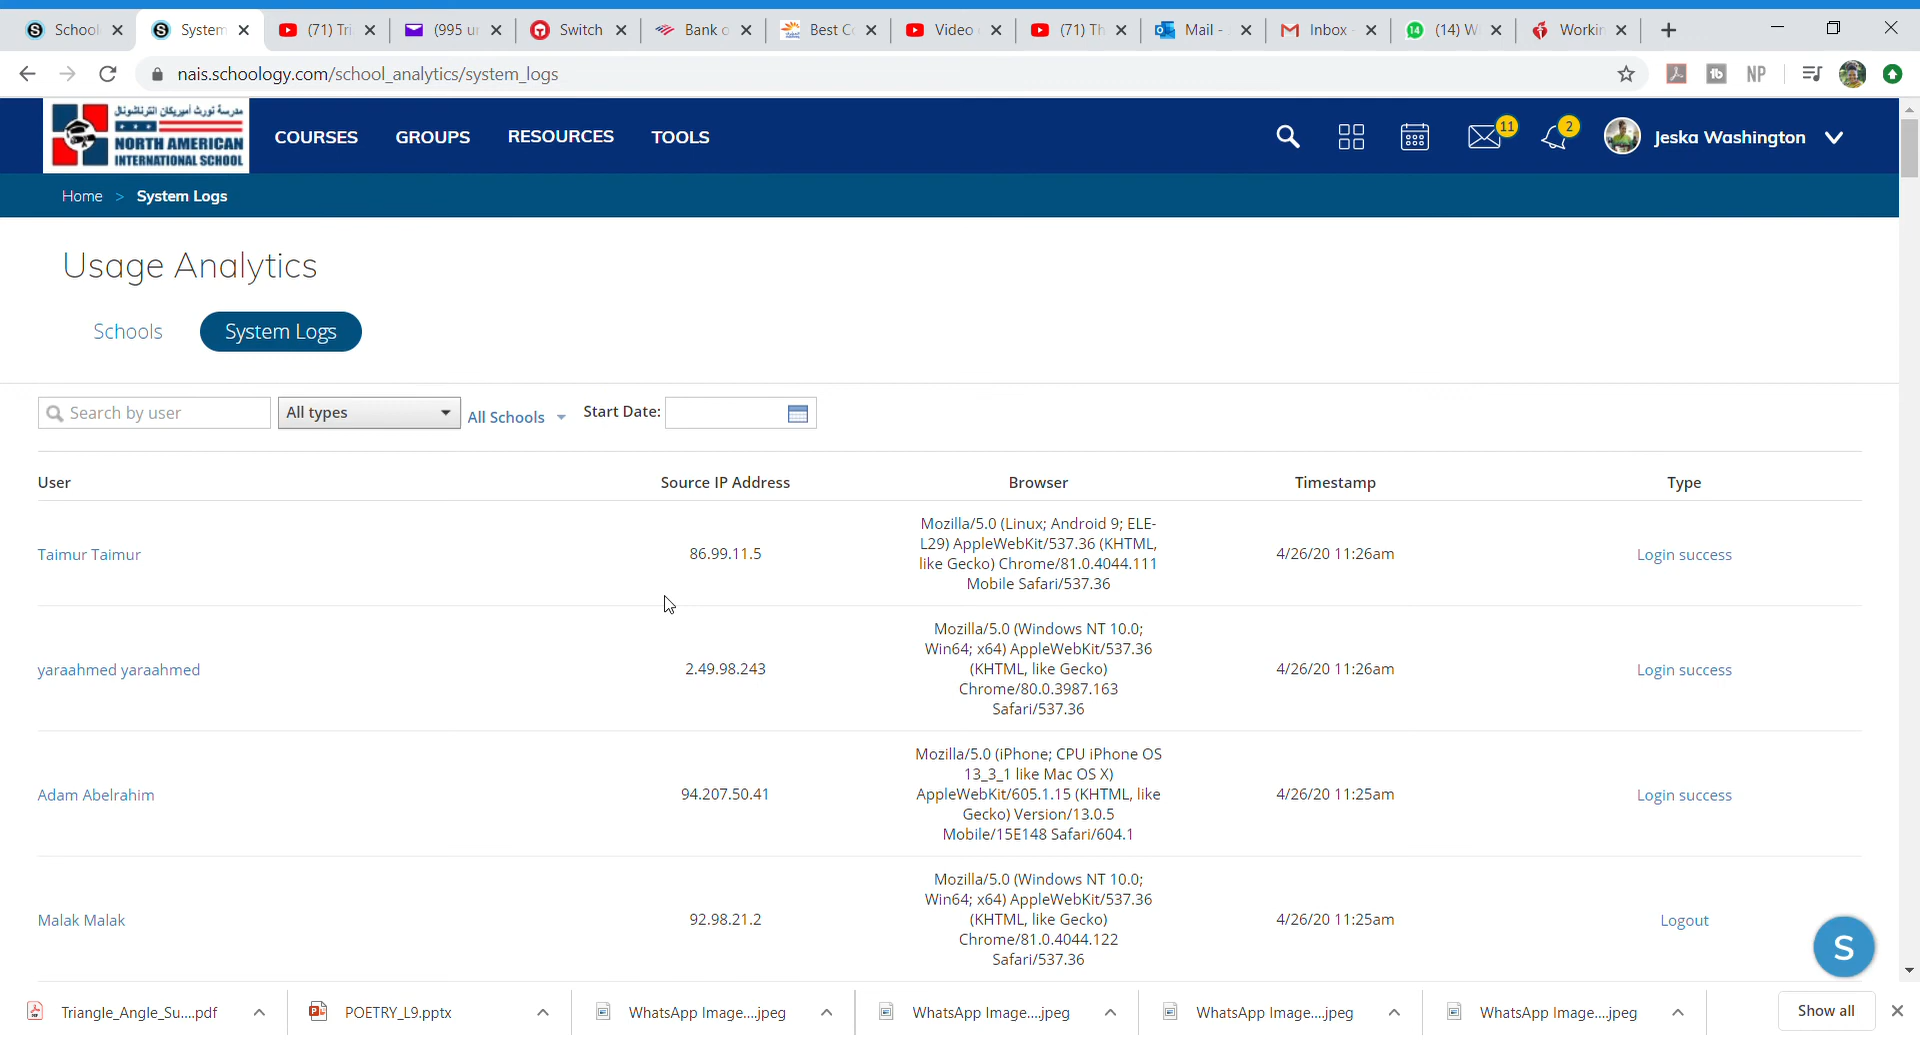 School
System
(71) Tri
(995 u
Switch
Bank o
Best Co
Video
(71) Th
Mail -
Inbox
14
(14) W
Workin
nais.schoology.com/school_analytics/system_logs
NP
مدرسة نورث أميريكان انترناشونال
NORTH AMERICAN
INTERNATIONAL SCHOOL
COURSES
GROUPS
RESOURCES
TOOLS
11
2
Jeska Washington
Home > System Logs
Usage Analytics
Schools
System Logs
Search by user
All types
All Schools
Start Date:
User
Source IP Address
Browser
Timestamp
Type
Taimur Taimur
86.99.11.5
Mozilla/5.0 (Linux; Android 9; ELE-
L29) AppleWebKit/537.36 (KHTML,
like Gecko) Chrome/81.0.4044.111
Mobile Safari/537.36
4/26/20 11:26am
Login success
yaraahmed yaraahmed
2.49.98.243
Mozilla/5.0 (Windows NT 10.0;
Win64; x64) AppleWebKit/537.36
(KHTML, like Gecko)
Chrome/80.0.3987.163
Safari/537.36
4/26/20 11:26am
Login success
Adam Abelrahim
94.207.50.41
Mozilla/5.0 (iPhone; CPU iPhone OS
13_3_1 like Mac OS X)
AppleWebKit/605.1.15 (KHTML, like
Gecko) Version/13.0.5
Mobile/15E148 Safari/604.1
4/26/20 11:25am
Login success
Malak Malak
92.98.21.2
Mozilla/5.0 (Windows NT 10.0;
Win64; x64) AppleWebKit/537.36
(KHTML, like Gecko)
Chrome/81.0.4044.122
Safari/537.36
4/26/20 11:25am
Logout
S
Triangle_Angle_Su....pdf
POETRY_L9.pptx
WhatsApp Image....jpeg
WhatsApp Image....jpeg
WhatsApp Image....jpeg
WhatsApp Image....jpeg
Show all